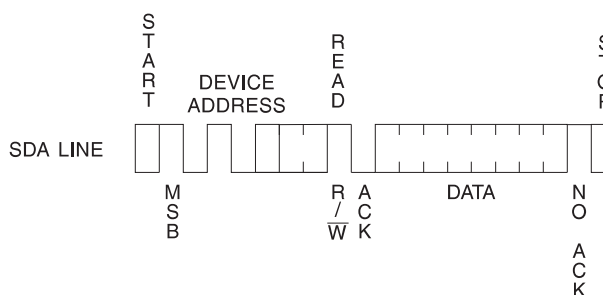 START
DEVICE
ADDRESS
READ
SDA LINE
MSB
R/W
ACK
DATA
NO ACK